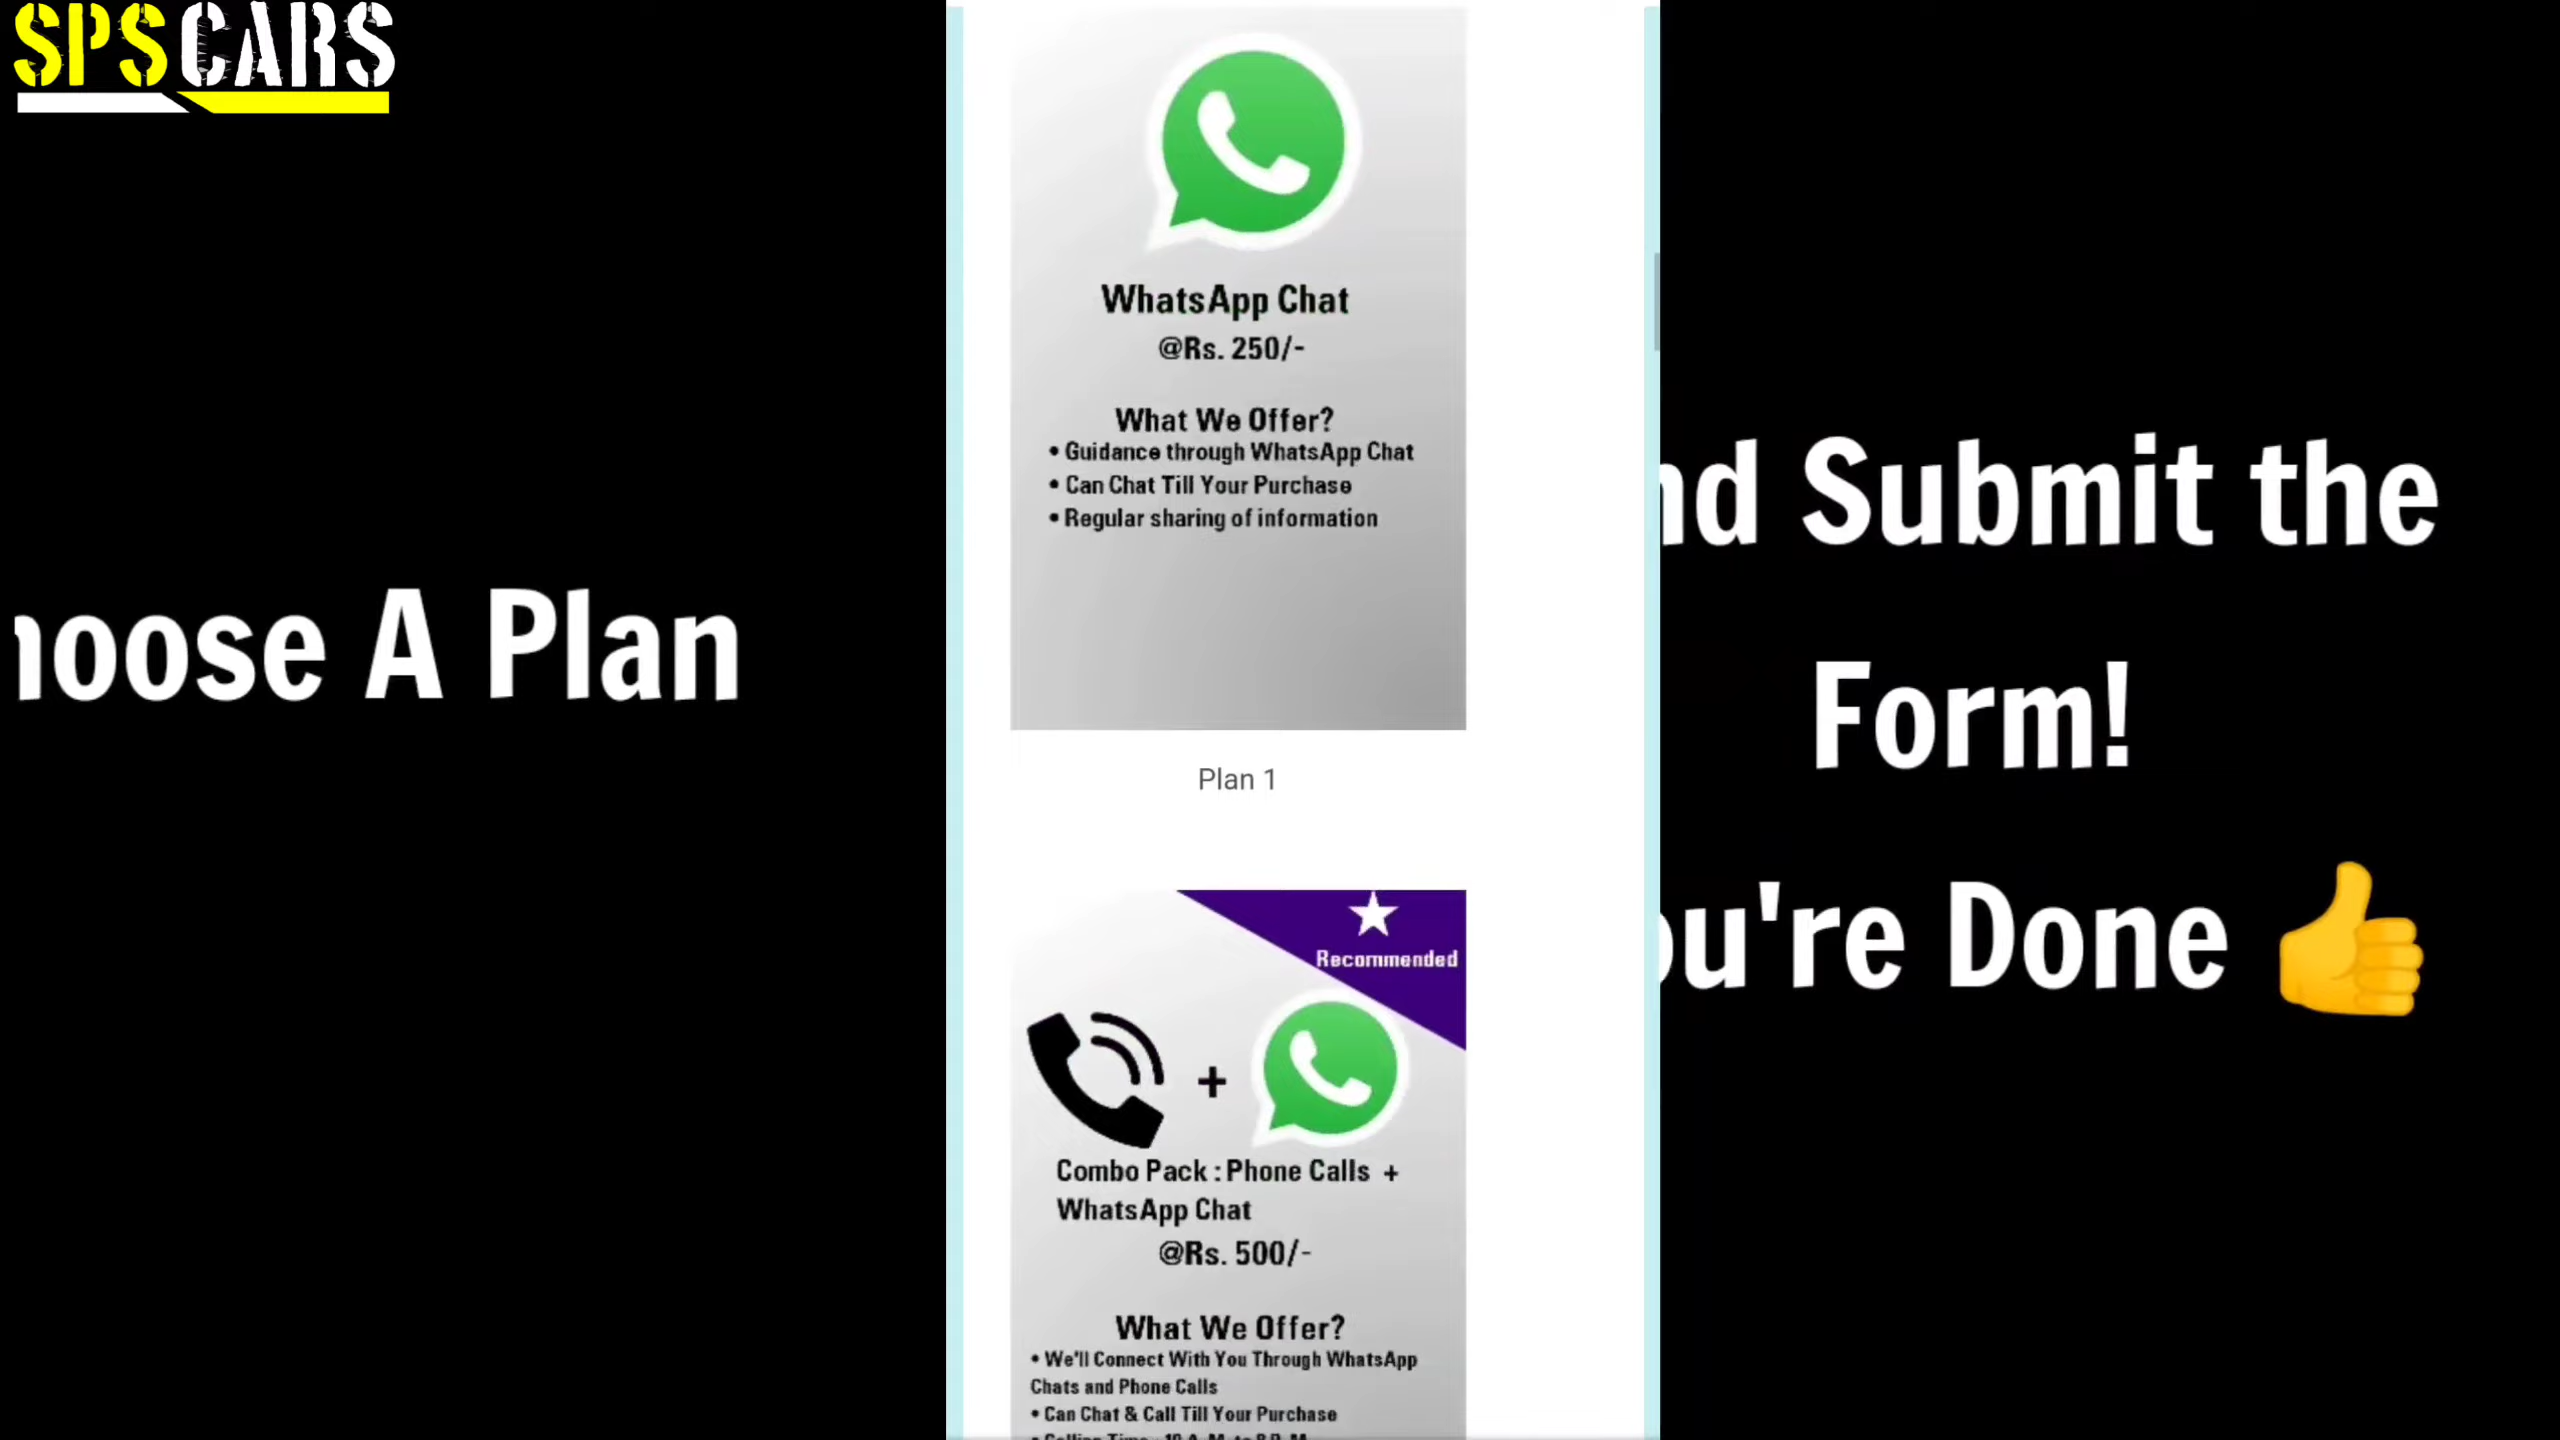 SPSCARS
hoose A Plan
WhatsApp Chat
@Rs. 250/-
What We Offer?
• Guidance through WhatsApp Chat
• Can Chat Till Your Purchase
• Regular sharing of information
Plan 1
Recommended
+
Combo Pack : Phone Calls +
WhatsApp Chat
@Rs. 500/-
What We Offer?
• We'll Connect With You Through WhatsApp
Chats and Phone Calls
• Can Chat & Call Till Your Purchase
nd Submit the
Form!
ou're Done 👍